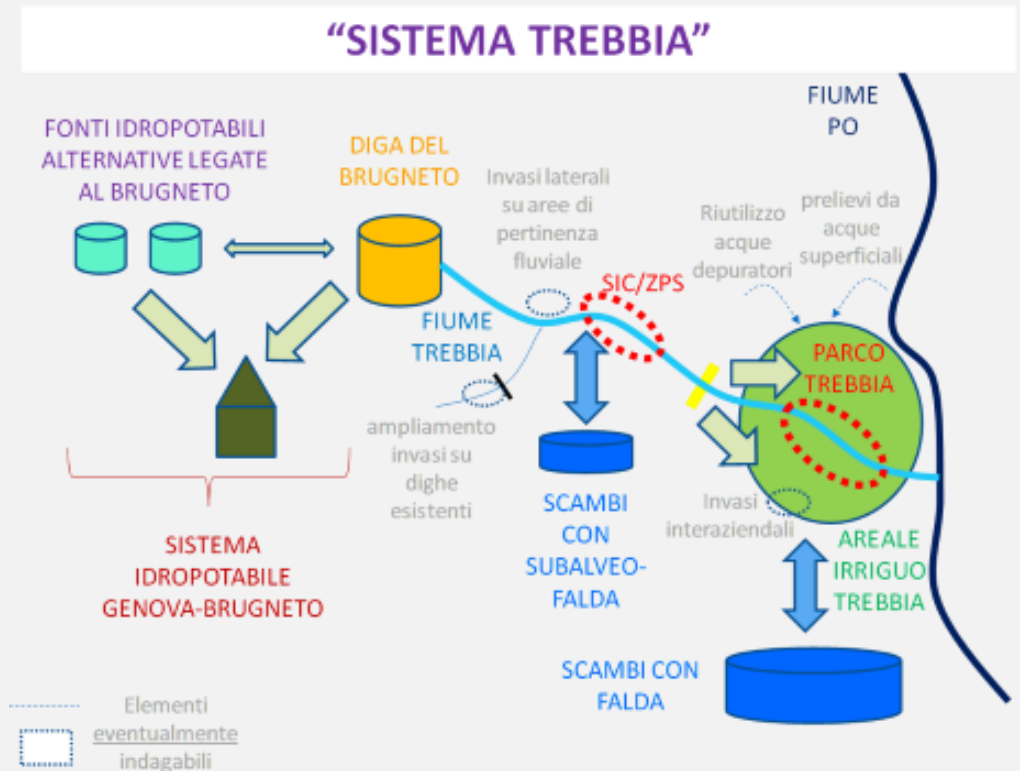 “SISTEMA TREBBIA”
FIUME
PO
FONTI IDROPOTABILI
ALTERNATIVE LEGATE
AL BRUGNETO
DIGA DEL
BRUGNETO
Invasi laterali
su aree di
pertinenza
fluviale
Riutilizzo
acque
depuratori
prelievi da
acque
superficiali
SIC/ZPS
FIUME
TREBBIA
PARCO
TREBBIA
ampliamento
invasi su
dighe
esistenti
Invasi
interaziendali
SCAMBI
CON
SUBALVEO-
FALDA
AREALE
IRRIGUO
TREBBIA
SISTEMA
IDROPOTABILE
GENOVA-BRUGNETO
SCAMBI CON
FALDA
Elementi
eventualmente
indagabili